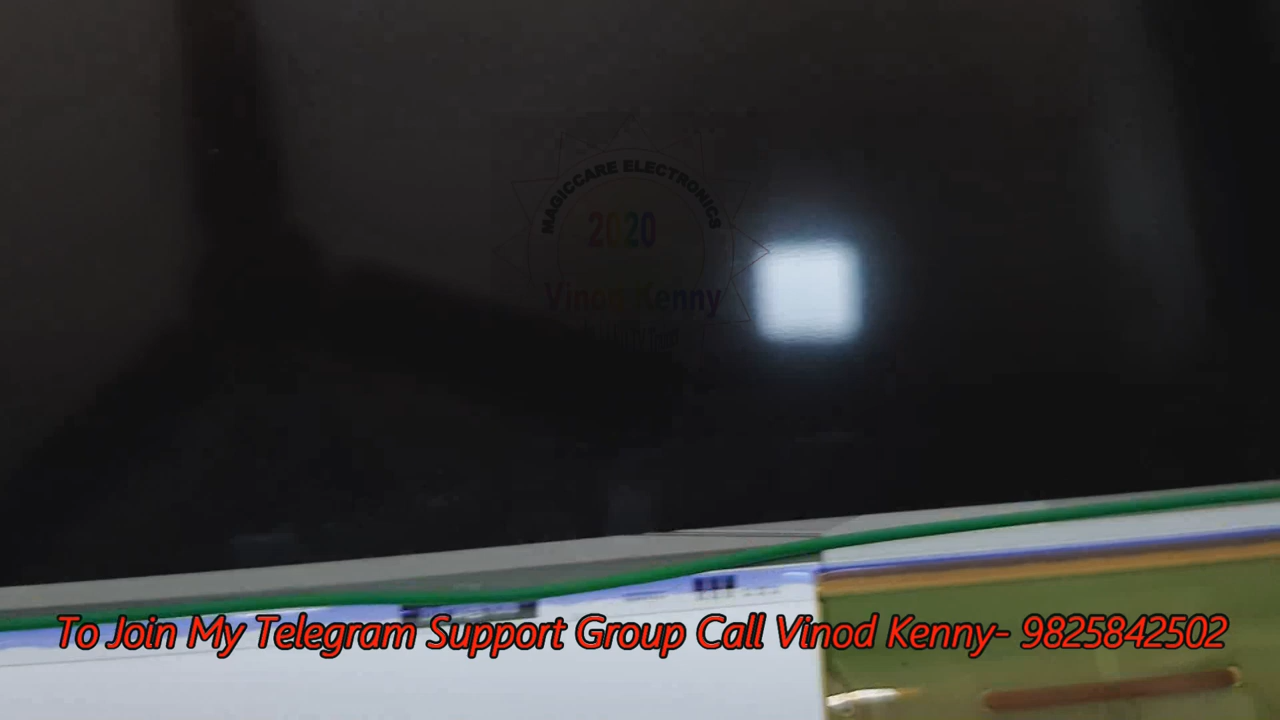 MAGICCARE ELECTRONICS
2020
Vinod Kenny
To Join My Telegram Support Group Call Vinod Kenny- 9825842502